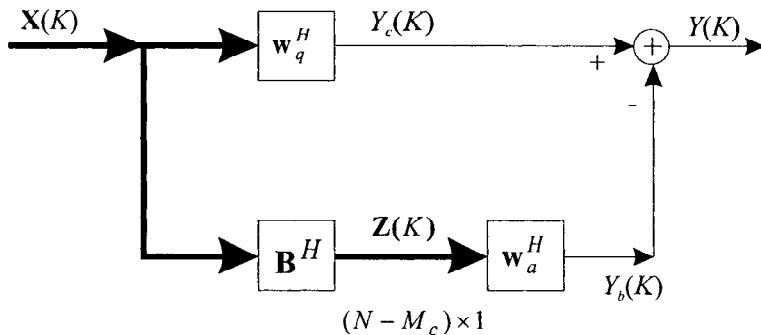 X(K)
w_q^H
Y_c(K)
+
+
Y(K)
-
B^H
Z(K)
w_a^H
Y_b(K)
(N − M_c) × 1